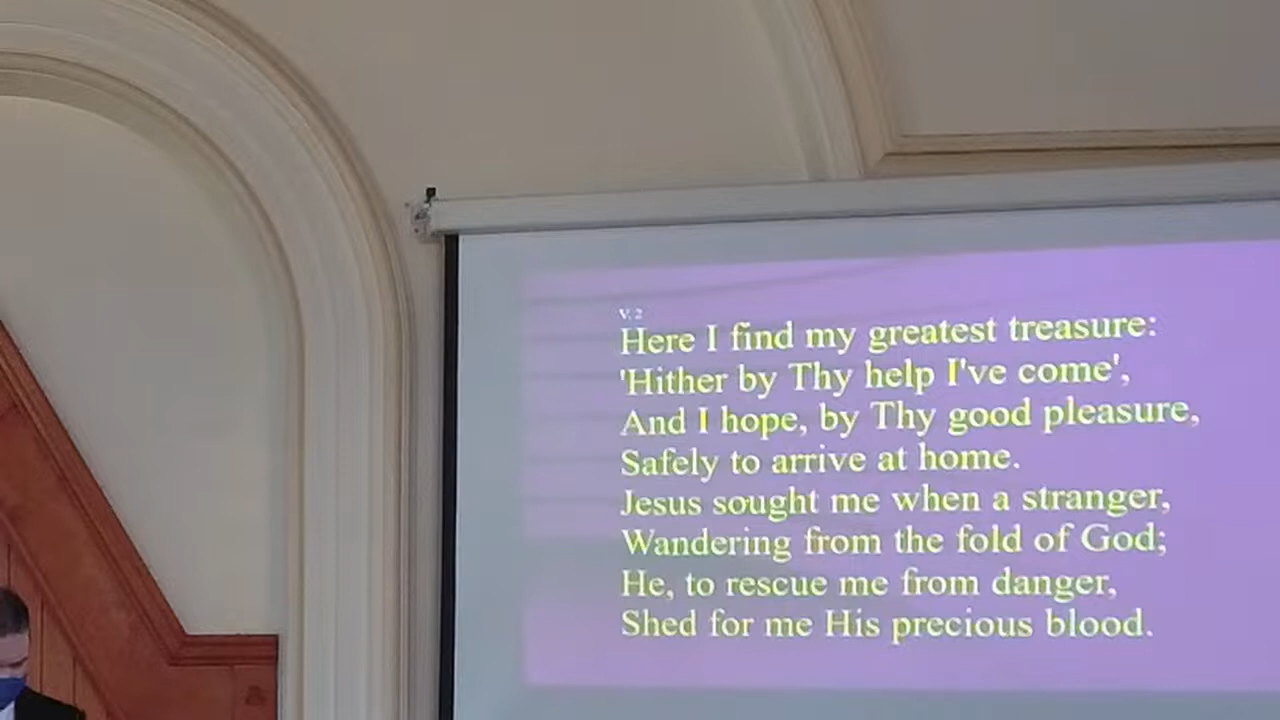 V. 2
Here I find my greatest treasure:
'Hither by Thy help I've come',
And I hope, by Thy good pleasure,
Safely to arrive at home.
Jesus sought me when a stranger,
Wandering from the fold of God;
He, to rescue me from danger,
Shed for me His precious blood.